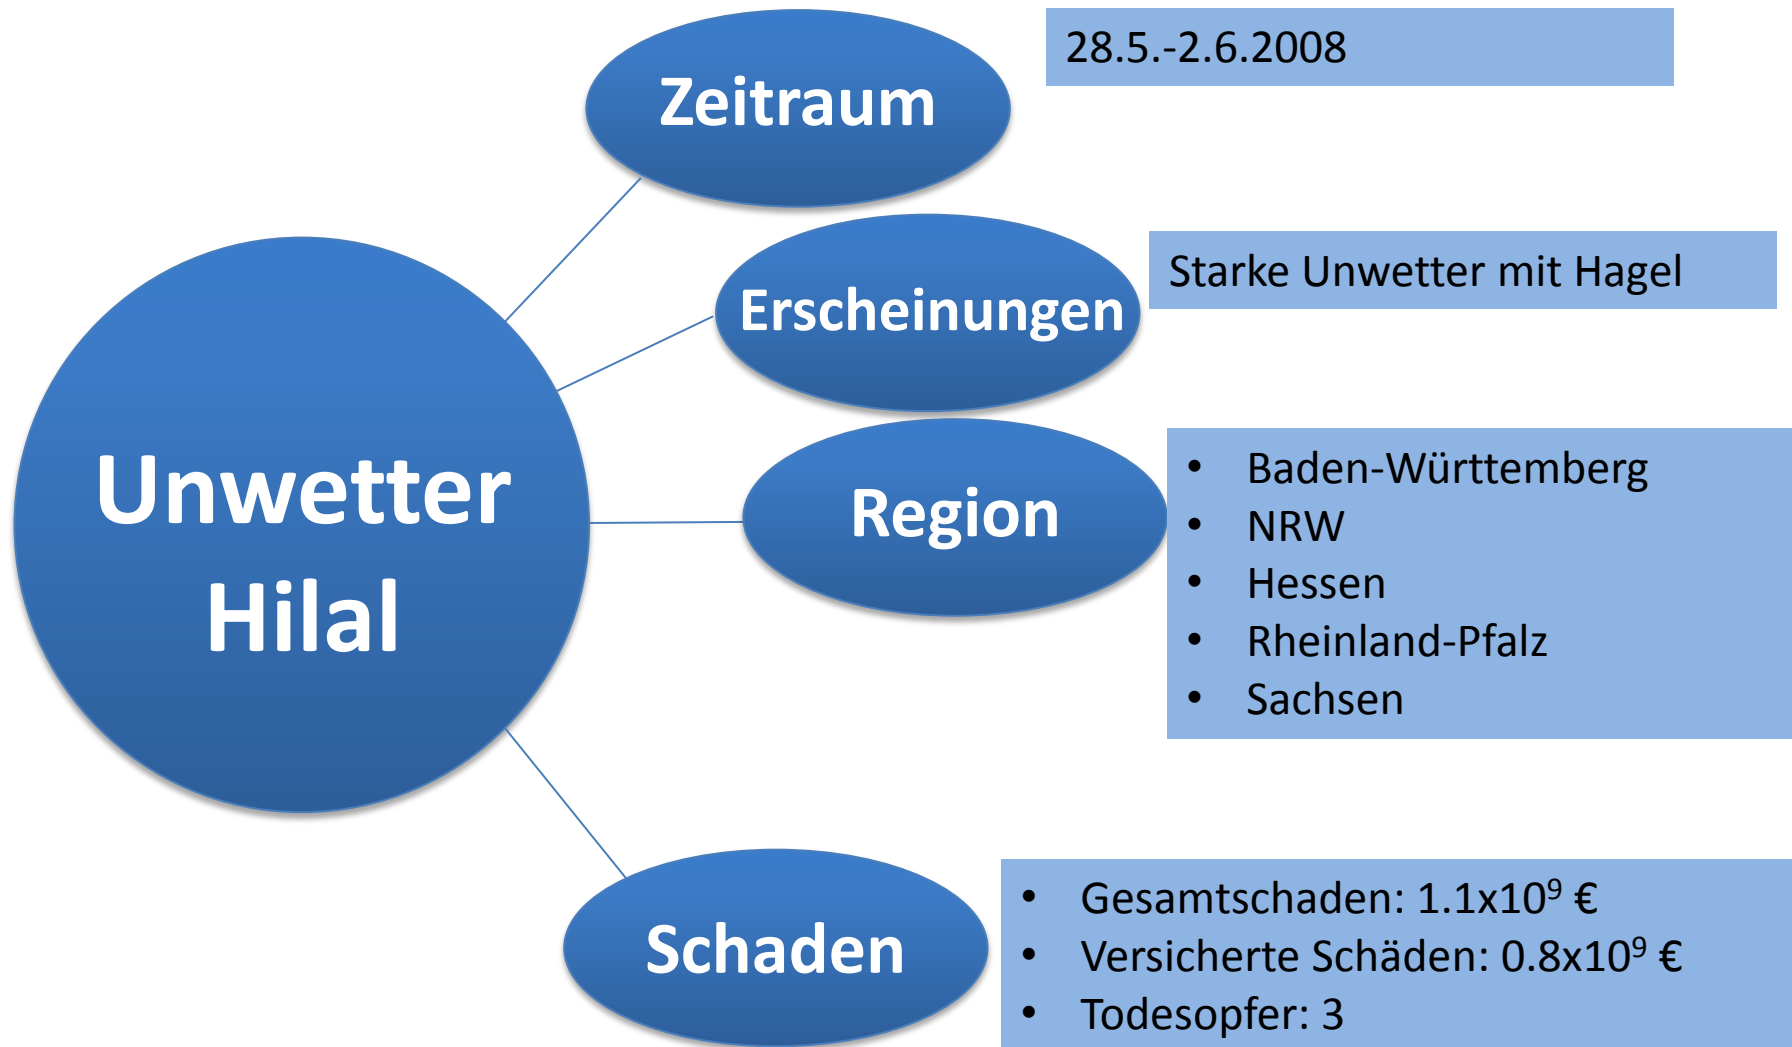 Zeitraum
28.5.-2.6.2008
Erscheinungen
Starke Unwetter mit Hagel
Unwetter
Hilal
Region
• Baden-Württemberg
• NRW
• Hessen
• Rheinland-Pfalz
• Sachsen
Schaden
• Gesamtschaden: 1.1x10⁹ €
• Versicherte Schäden: 0.8x10⁹ €
• Todesopfer: 3